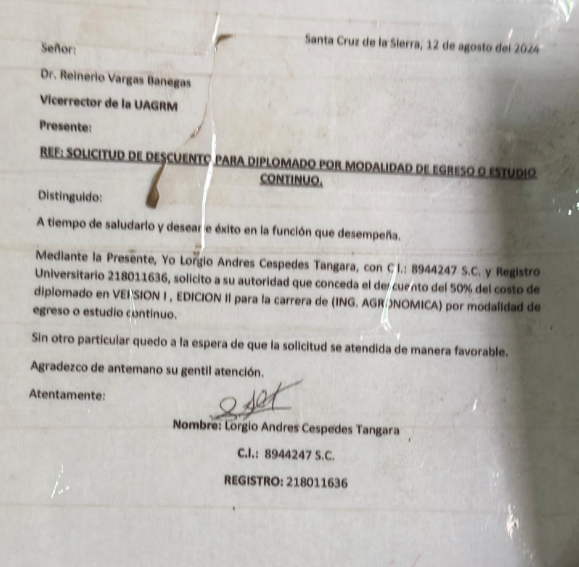 Santa Cruz de la Sierra, 12 de agosto del 2024
Señor:
Dr. Reinerio Vargas Banegas
Vicerrector de la UAGRM
Presente:
REF: SOLICITUD DE DESCUENTO PARA DIPLOMADO POR MODALIDAD DE EGRESO O ESTUDIO
CONTINUO.
Distinguido:
A tiempo de saludarlo y desearle éxito en la función que desempeña.
Mediante la Presente, Yo Lorgio Andres Cespedes Tangara, con C.I.: 8944247 S.C. y Registro
Universitario 218011636, solicito a su autoridad que conceda el descuento del 50% del costo de
diplomado en VERSION I , EDICION II para la carrera de (ING. AGRONOMICA) por modalidad de
egreso o estudio continuo.
Sin otro particular quedo a la espera de que la solicitud se atendida de manera favorable.
Agradezco de antemano su gentil atención.
Atentamente:
Nombre: Lorgio Andres Cespedes Tangara
C.I.: 8944247 S.C.
REGISTRO: 218011636